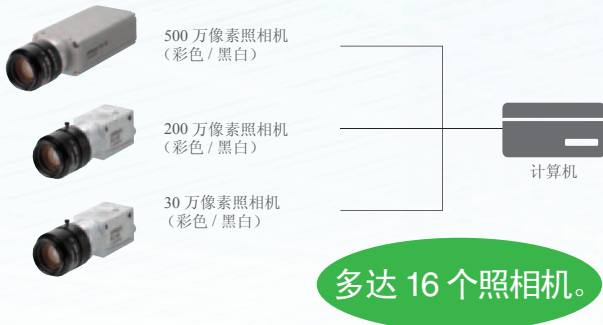 500 万像素照相机
（彩色 / 黑白）
200 万像素照相机
（彩色 / 黑白）
计算机
30 万像素照相机
（彩色 / 黑白）
多达 16 个照相机。